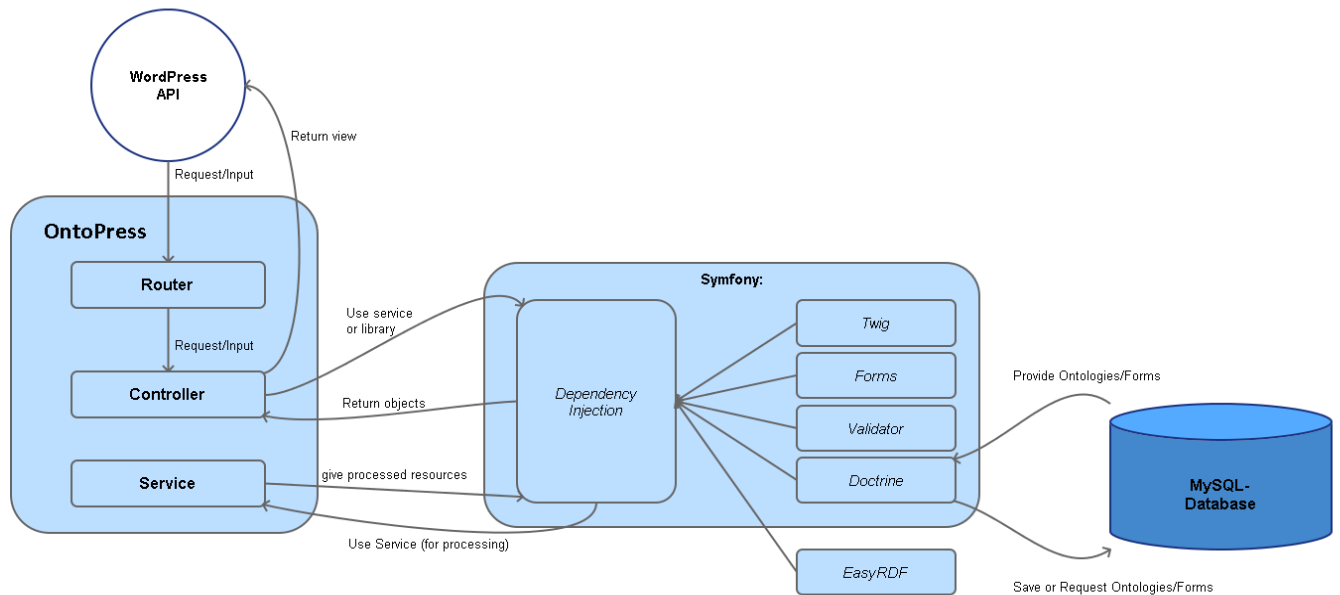 WordPress
API
Return view
Request/Input
OntoPress
Router
Request/Input
Controller
Service
Use service
or library
Return objects
give processed resources
Use Service (for processing)
Symfony:
Dependency
Injection
Twig
Forms
Validator
Doctrine
EasyRDF
Provide Ontologies/Forms
MySQL-
Database
Save or Request Ontologies/Forms